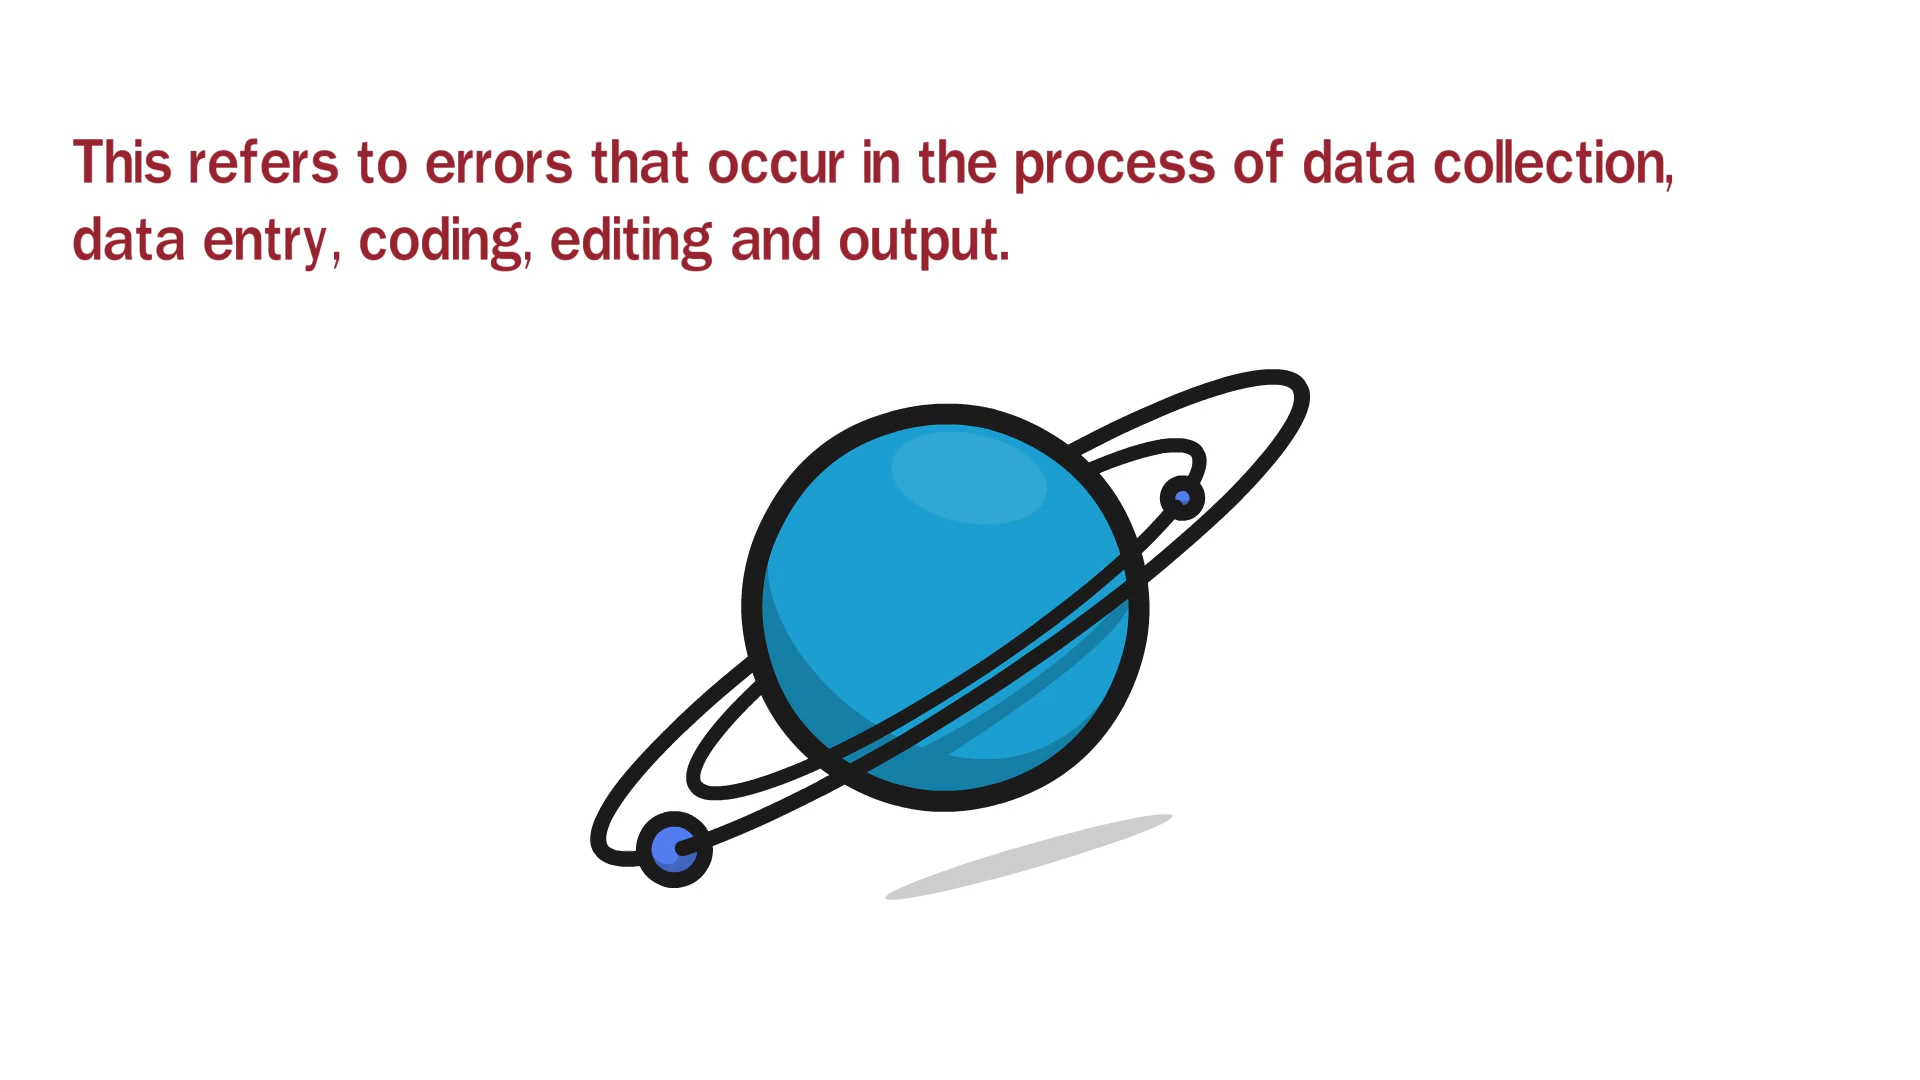 This refers to errors that occur in the process of data collection,
data entry, coding, editing and output.